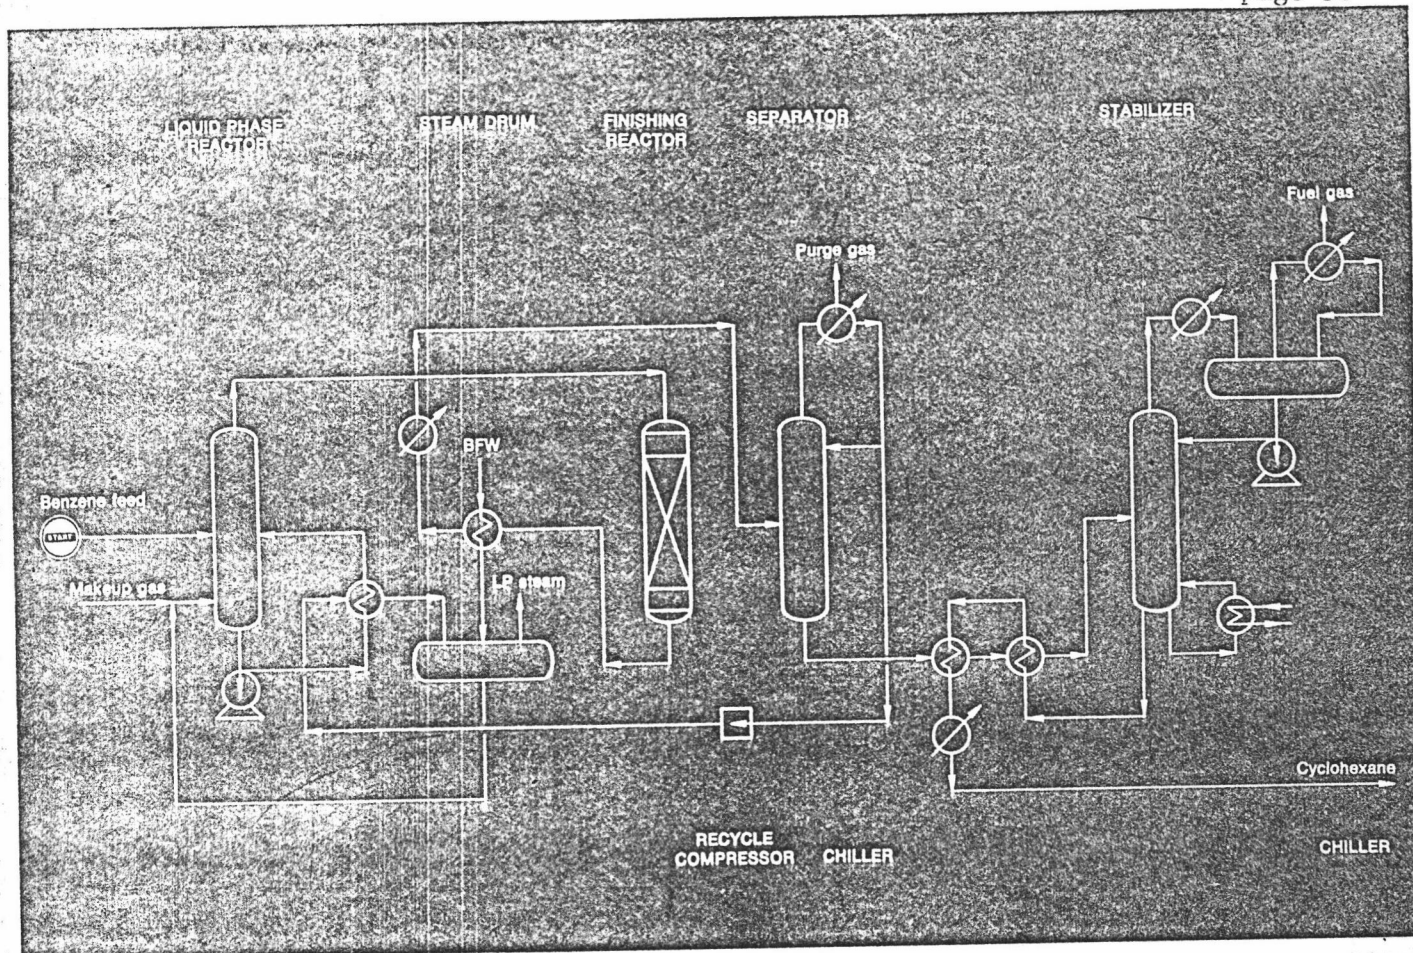 LIQUID PHASE
REACTOR
STEAM DRUM
FINISHING
REACTOR
SEPARATOR
STABILIZER
Fuel gas
Purge gas
BFW
Benzene feed
START
Makeup gas
LP steam
Cyclohexane
RECYCLE
COMPRESSOR
CHILLER
CHILLER